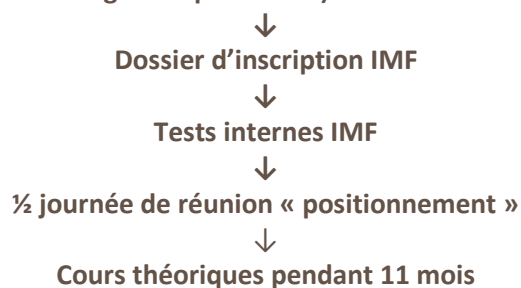 ↓
Dossier d’inscription IMF
↓
Tests internes IMF
↓
½ journée de réunion « positionnement »
↓
Cours théoriques pendant 11 mois